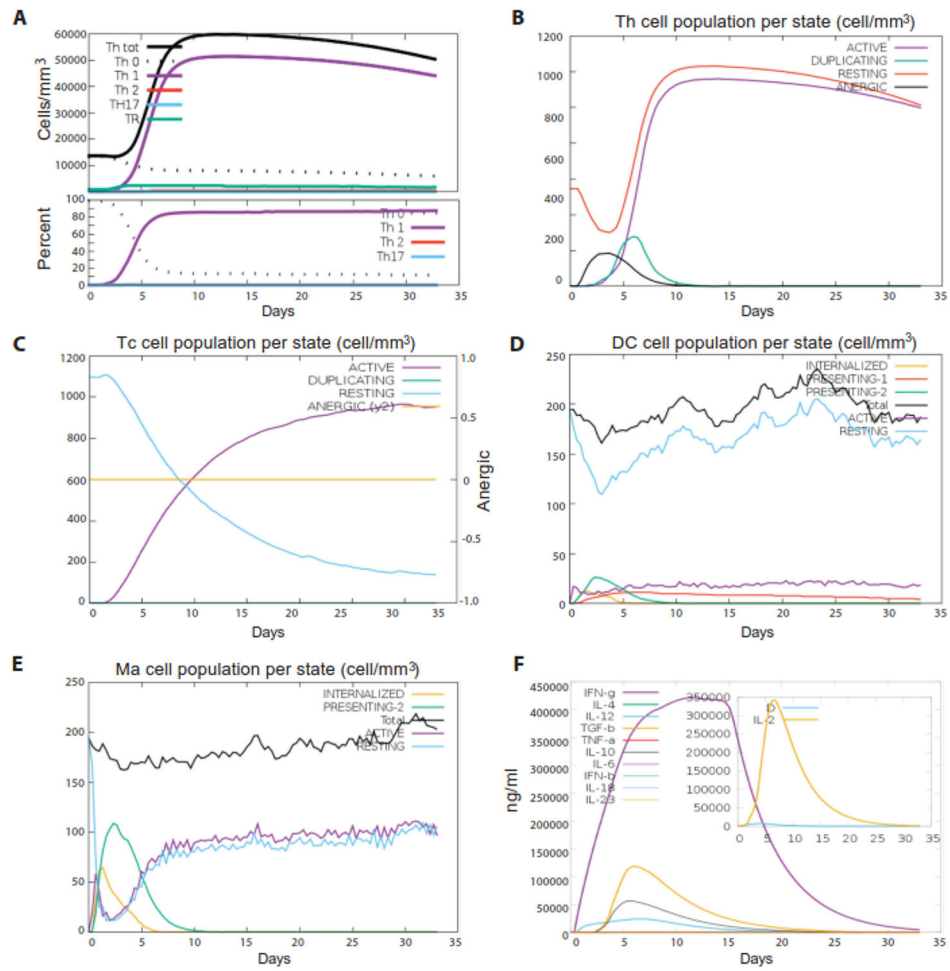 A
Cells/mm³
60000
50000
40000
30000
20000
10000
Th tot
Th 0
Th 1
Th 2
TH17
TR
Percent
100
80
60
50
40
20
0
Th 0
Th 1
Th 2
Th17
0 5 10 15 20 25 30 35
Days
B
Th cell population per state (cell/mm³)
1200
1000
800
600
400
200
0
ACTIVE
DUPLICATING
RESTING
ANERGIC
0 5 10 15 20 25 30 35
Days
C
Tc cell population per state (cell/mm³)
1200
1000
800
600
400
200
0
ACTIVE
DUPLICATING
RESTING
ANERGIC (y2)
1.0
0.5
0
-0.5
-1.0
Anergic
0 5 10 15 20 25 30 35
Days
D
DC cell population per state (cell/mm³)
250
200
150
100
50
0
INTERNALIZED
PRESENTING-1
PRESENTING-2
Total
ACTIVE
RESTING
0 5 10 15 20 25 30 35
Days
E
Ma cell population per state (cell/mm³)
250
200
150
100
50
0
INTERNALIZED
PRESENTING-2
Total
ACTIVE
RESTING
0 5 10 15 20 25 30 35
Days
F
ng/ml
450000
400000
350000
300000
250000
200000
150000
100000
50000
0
IFN-g
IL-4
IL-12
TGF-b
TNF-a
IL-10
IL-6
IFN-b
IL-18
IL-23
350000
300000
250000
200000
150000
100000
50000
0
D
IL-2
0 5 10 15 20 25 30 35
0 5 10 15 20 25 30 35
Days